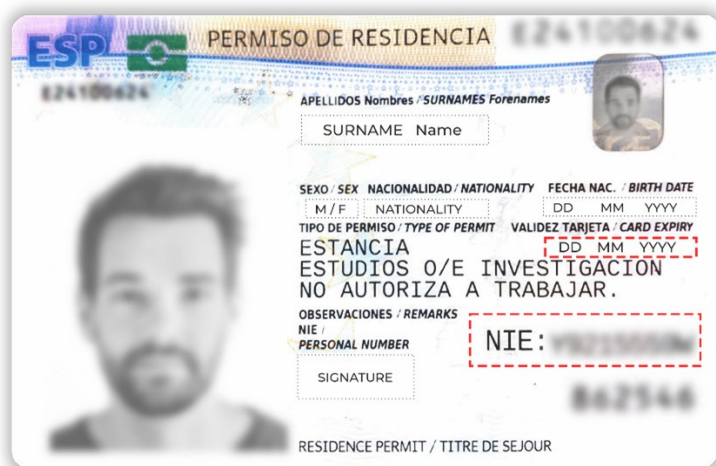 ESP PERMISO DE RESIDENCIA
APELLIDOS Nombres / SURNAMES Forenames
SURNAME Name
SEXO / SEX NACIONALIDAD / NATIONALITY FECHA NAC. / BIRTH DATE
M / F NATIONALITY DD MM YYYY
TIPO DE PERMISO / TYPE OF PERMIT VALIDEZ TARJETA / CARD EXPIRY
ESTANCIA DD MM YYYY
ESTUDIOS O/E INVESTIGACION
NO AUTORIZA A TRABAJAR.
OBSERVACIONES / REMARKS
NIE /
PERSONAL NUMBER
NIE:
SIGNATURE
RESIDENCE PERMIT / TITRE DE SEJOUR